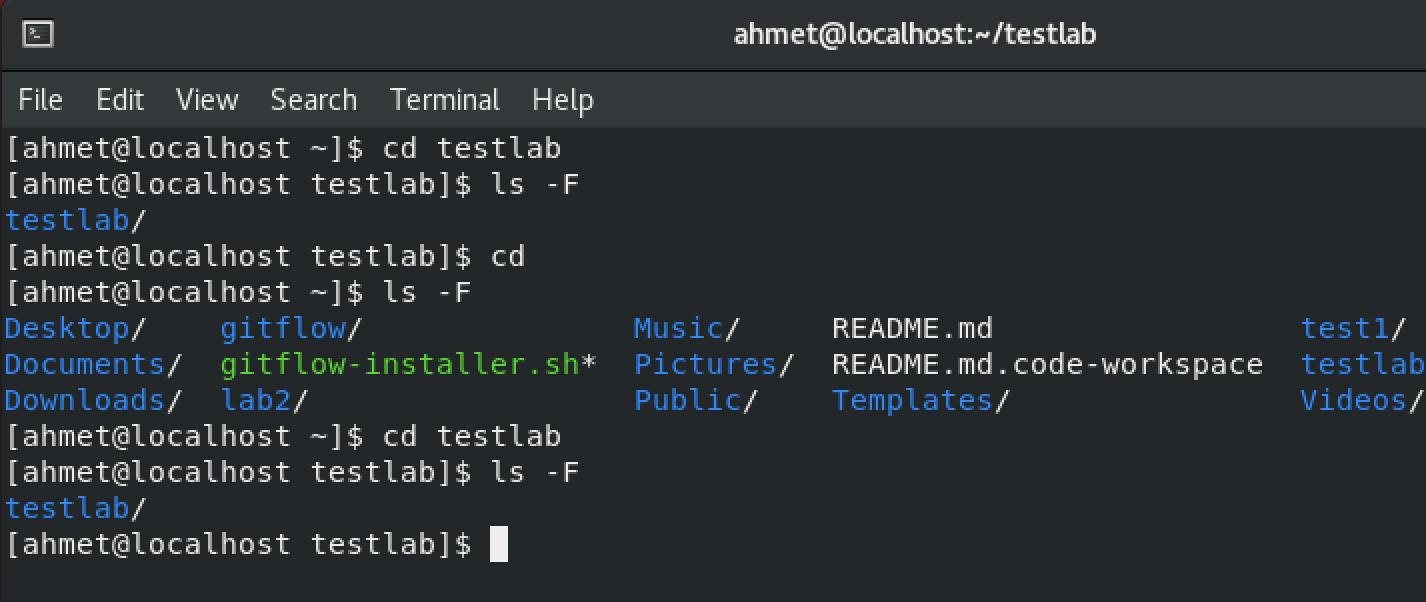 ahmet@localhost:~/testlab
File Edit View Search Terminal Help
[ahmet@localhost ~]$ cd testlab
[ahmet@localhost testlab]$ ls -F
testlab/
[ahmet@localhost testlab]$ cd
[ahmet@localhost ~]$ ls -F
Desktop/ gitflow/ Music/ README.md test1/
Documents/ gitflow-installer.sh* Pictures/ README.md.code-workspace testlab
Downloads/ lab2/ Public/ Templates/ Videos/
[ahmet@localhost ~]$ cd testlab
[ahmet@localhost testlab]$ ls -F
testlab/
[ahmet@localhost testlab]$